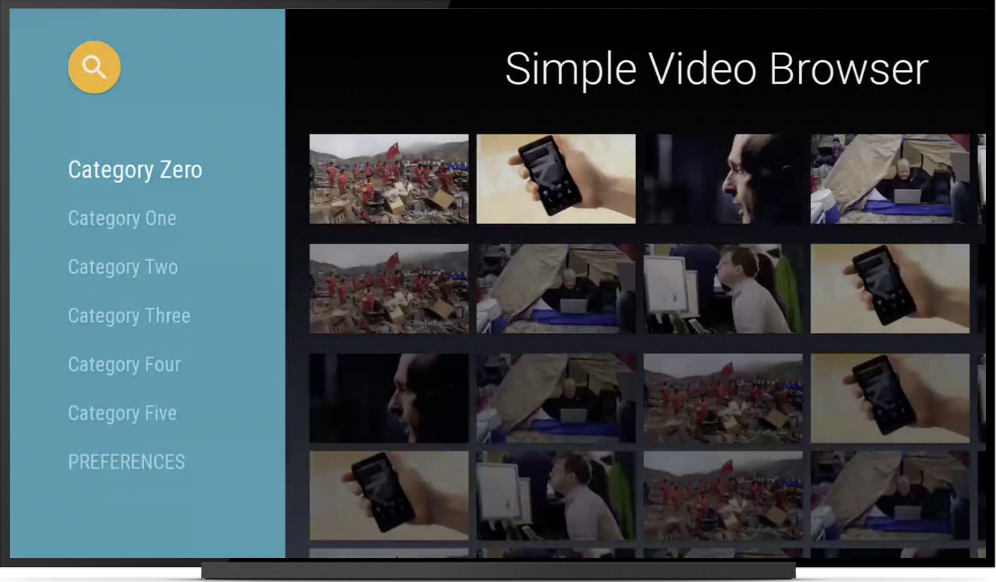 Simple Video Browser
Category Zero
Category One
Category Two
Category Three
Category Four
Category Five
PREFERENCES